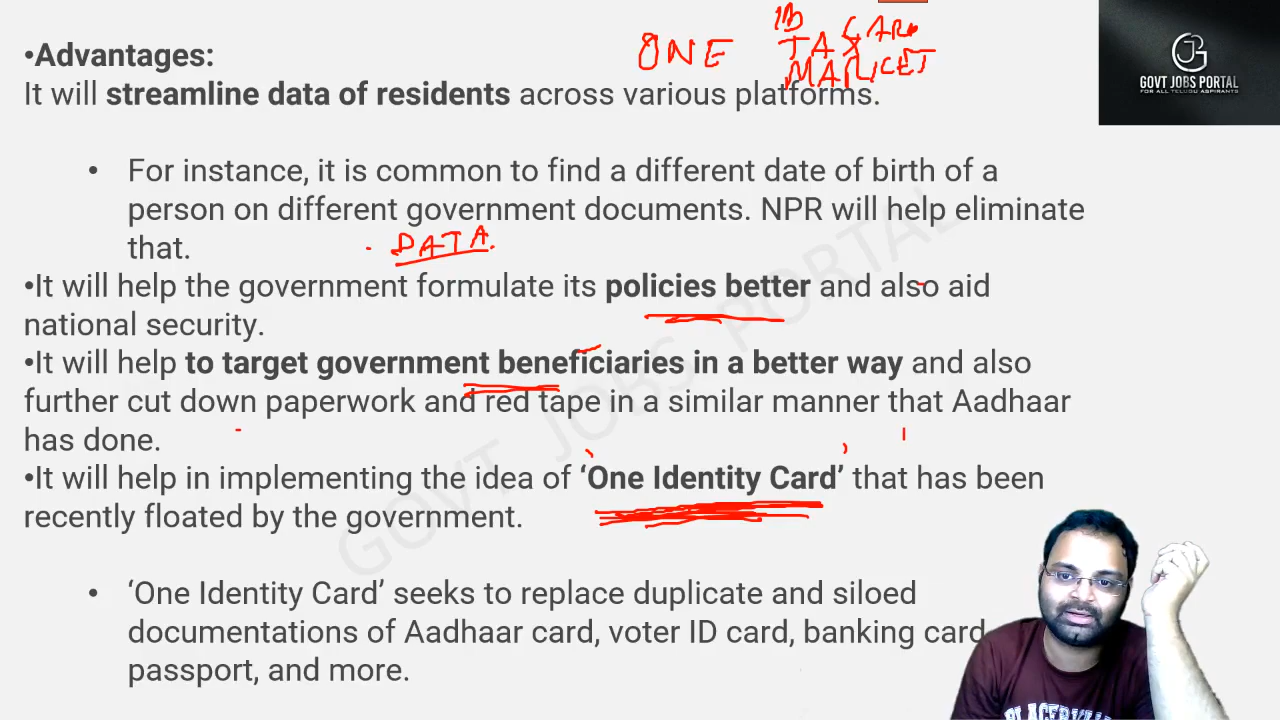 ONE ID CARD
TAX
MARKET
GOVT JOBS PORTAL
FOR ALL TELUGU ASPIRANTS
•Advantages:
It will streamline data of residents across various platforms.
• For instance, it is common to find a different date of birth of a
person on different government documents. NPR will help eliminate
that.
DATA
•It will help the government formulate its policies better and also aid
national security.
•It will help to target government beneficiaries in a better way and also
further cut down paperwork and red tape in a similar manner that Aadhaar
has done.
•It will help in implementing the idea of ‘One Identity Card’ that has been
recently floated by the government.
• ‘One Identity Card’ seeks to replace duplicate and siloed
documentations of Aadhaar card, voter ID card, banking card
passport, and more.
GOVT JOBS PORTAL
PLACERVILLE